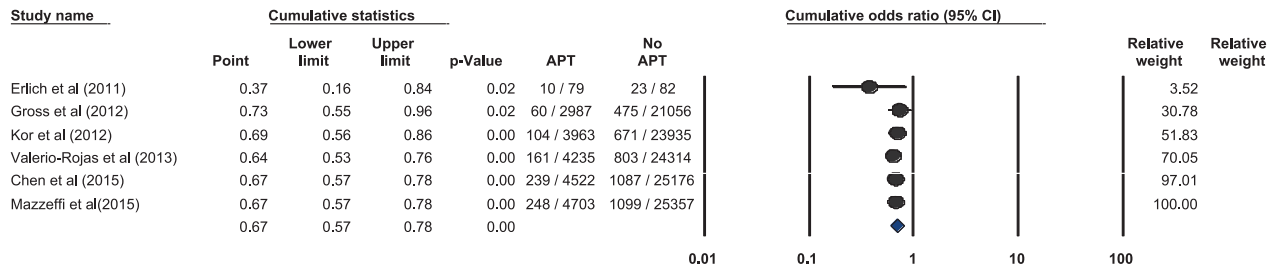 Study name Cumulative statistics Cumulative odds ratio (95% CI)
Lower Upper No Relative Relative
Point limit limit p-Value APT APT weight weight
Erlich et al (2011) 0.37 0.16 0.84 0.02 10 / 79 23 / 82 3.52
Gross et al (2012) 0.73 0.55 0.96 0.02 60 / 2987 475 / 21056 30.78
Kor et al (2012) 0.69 0.56 0.86 0.00 104 / 3963 671 / 23935 51.83
Valerio-Rojas et al (2013) 0.64 0.53 0.76 0.00 161 / 4235 803 / 24314 70.05
Chen et al (2015) 0.67 0.57 0.78 0.00 239 / 4522 1087 / 25176 97.01
Mazzeffi et al(2015) 0.67 0.57 0.78 0.00 248 / 4703 1099 / 25357 100.00
0.67 0.57 0.78 0.00
0.01 0.1 1 10 100